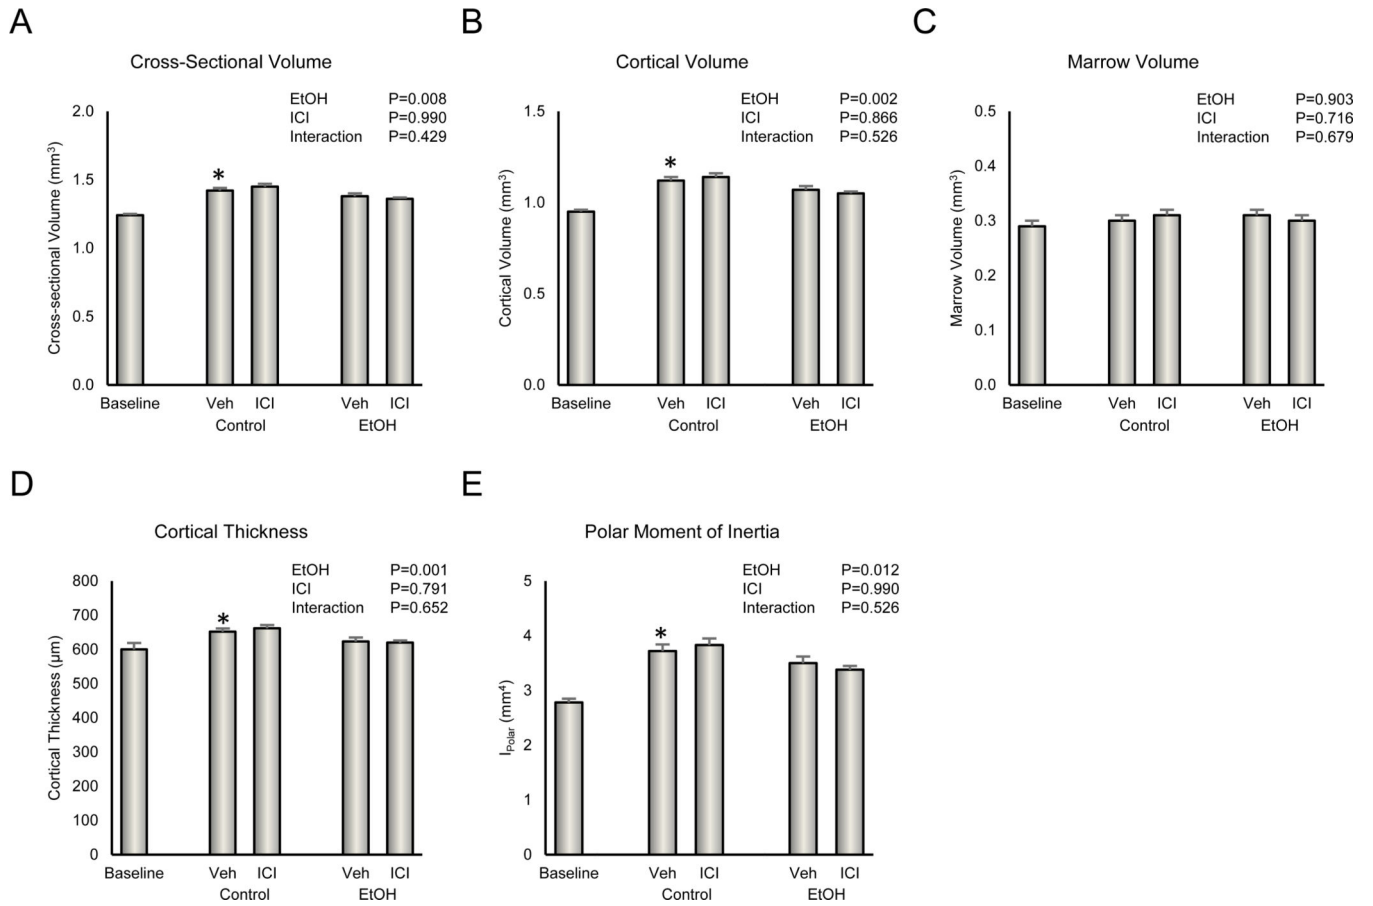 A
Cross-Sectional Volume
EtOH P=0.008
ICI P=0.990
Interaction P=0.429
Cross-sectional Volume (mm³)
2.0
1.5
1.0
0.5
0.0
*
Baseline Veh ICI Veh ICI
Control EtOH
B
Cortical Volume
EtOH P=0.002
ICI P=0.866
Interaction P=0.526
Cortical Volume (mm³)
1.5
1.0
0.5
0.0
*
Baseline Veh ICI Veh ICI
Control EtOH
C
Marrow Volume
EtOH P=0.903
ICI P=0.716
Interaction P=0.679
Marrow Volume (mm³)
0.5
0.4
0.3
0.2
0.1
0.0
Baseline Veh ICI Veh ICI
Control EtOH
D
Cortical Thickness
EtOH P=0.001
ICI P=0.791
Interaction P=0.652
Cortical Thickness (µm)
800
700
600
500
400
300
200
100
0
*
Baseline Veh ICI Veh ICI
Control EtOH
E
Polar Moment of Inertia
EtOH P=0.012
ICI P=0.990
Interaction P=0.526
I_Polar (mm⁴)
5
4
3
2
1
0
*
Baseline Veh ICI Veh ICI
Control EtOH